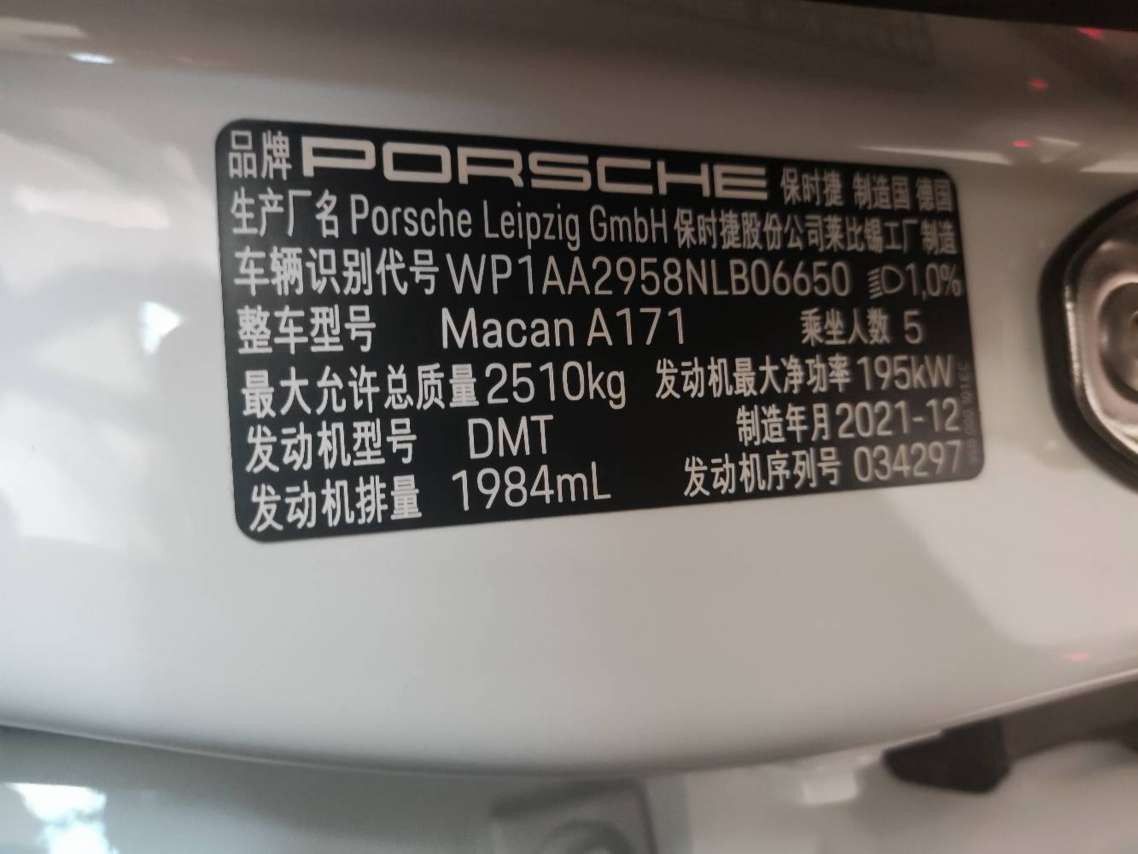 品牌 PORSCHE 保时捷 制造国 德国
生产厂名 Porsche Leipzig GmbH 保时捷股份公司莱比锡工厂制造
车辆识别代号 WP1AA2958NLB06650 1,0%
整车型号 Macan A171 乘坐人数 5
最大允许总质量 2510kg 发动机最大净功率 195kW
发动机型号 DMT 制造年月 2021-12
发动机排量 1984mL 发动机序列号 034297